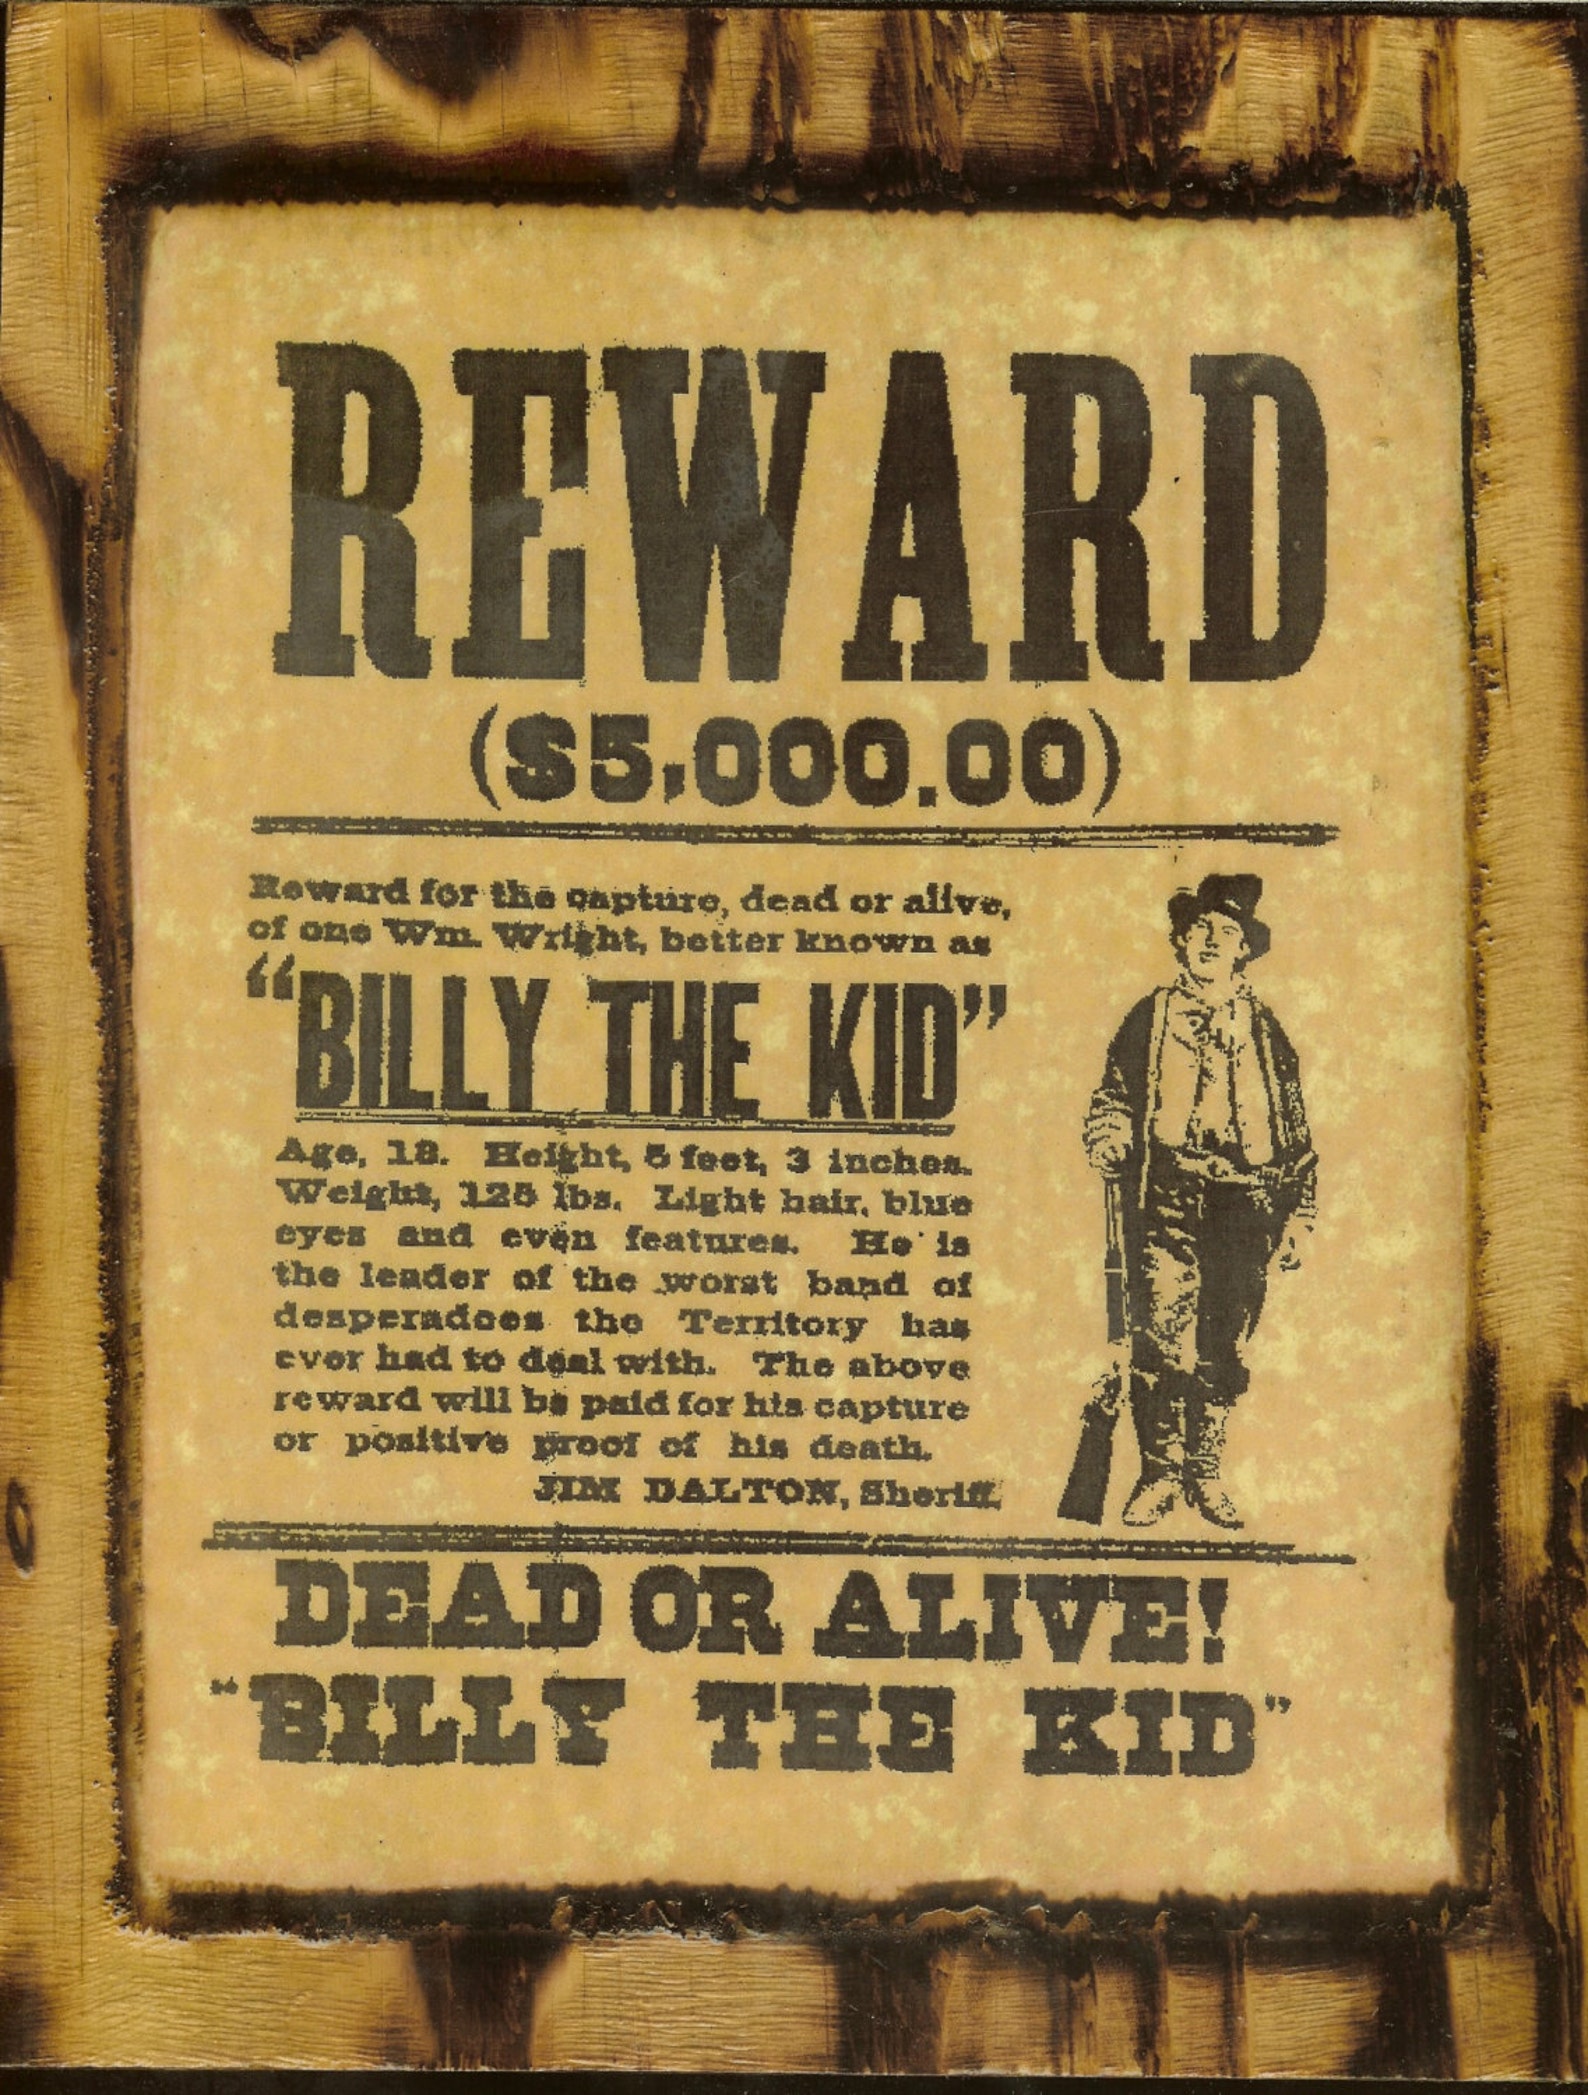 REWARD
($5,000.00)
Reward for the capture, dead or alive,
of one Wm. Wright, better known as
"BILLY THE KID"
Age, 18. Height, 5 feet, 3 inches.
Weight, 125 lbs. Light hair, blue
eyes and even features. He is
the leader of the worst band of
desperadoes the Territory has
ever had to deal with. The above
reward will be paid for his capture
or positive proof of his death.
JIM DALTON, Sheriff.
DEAD OR ALIVE!
"BILLY THE KID"